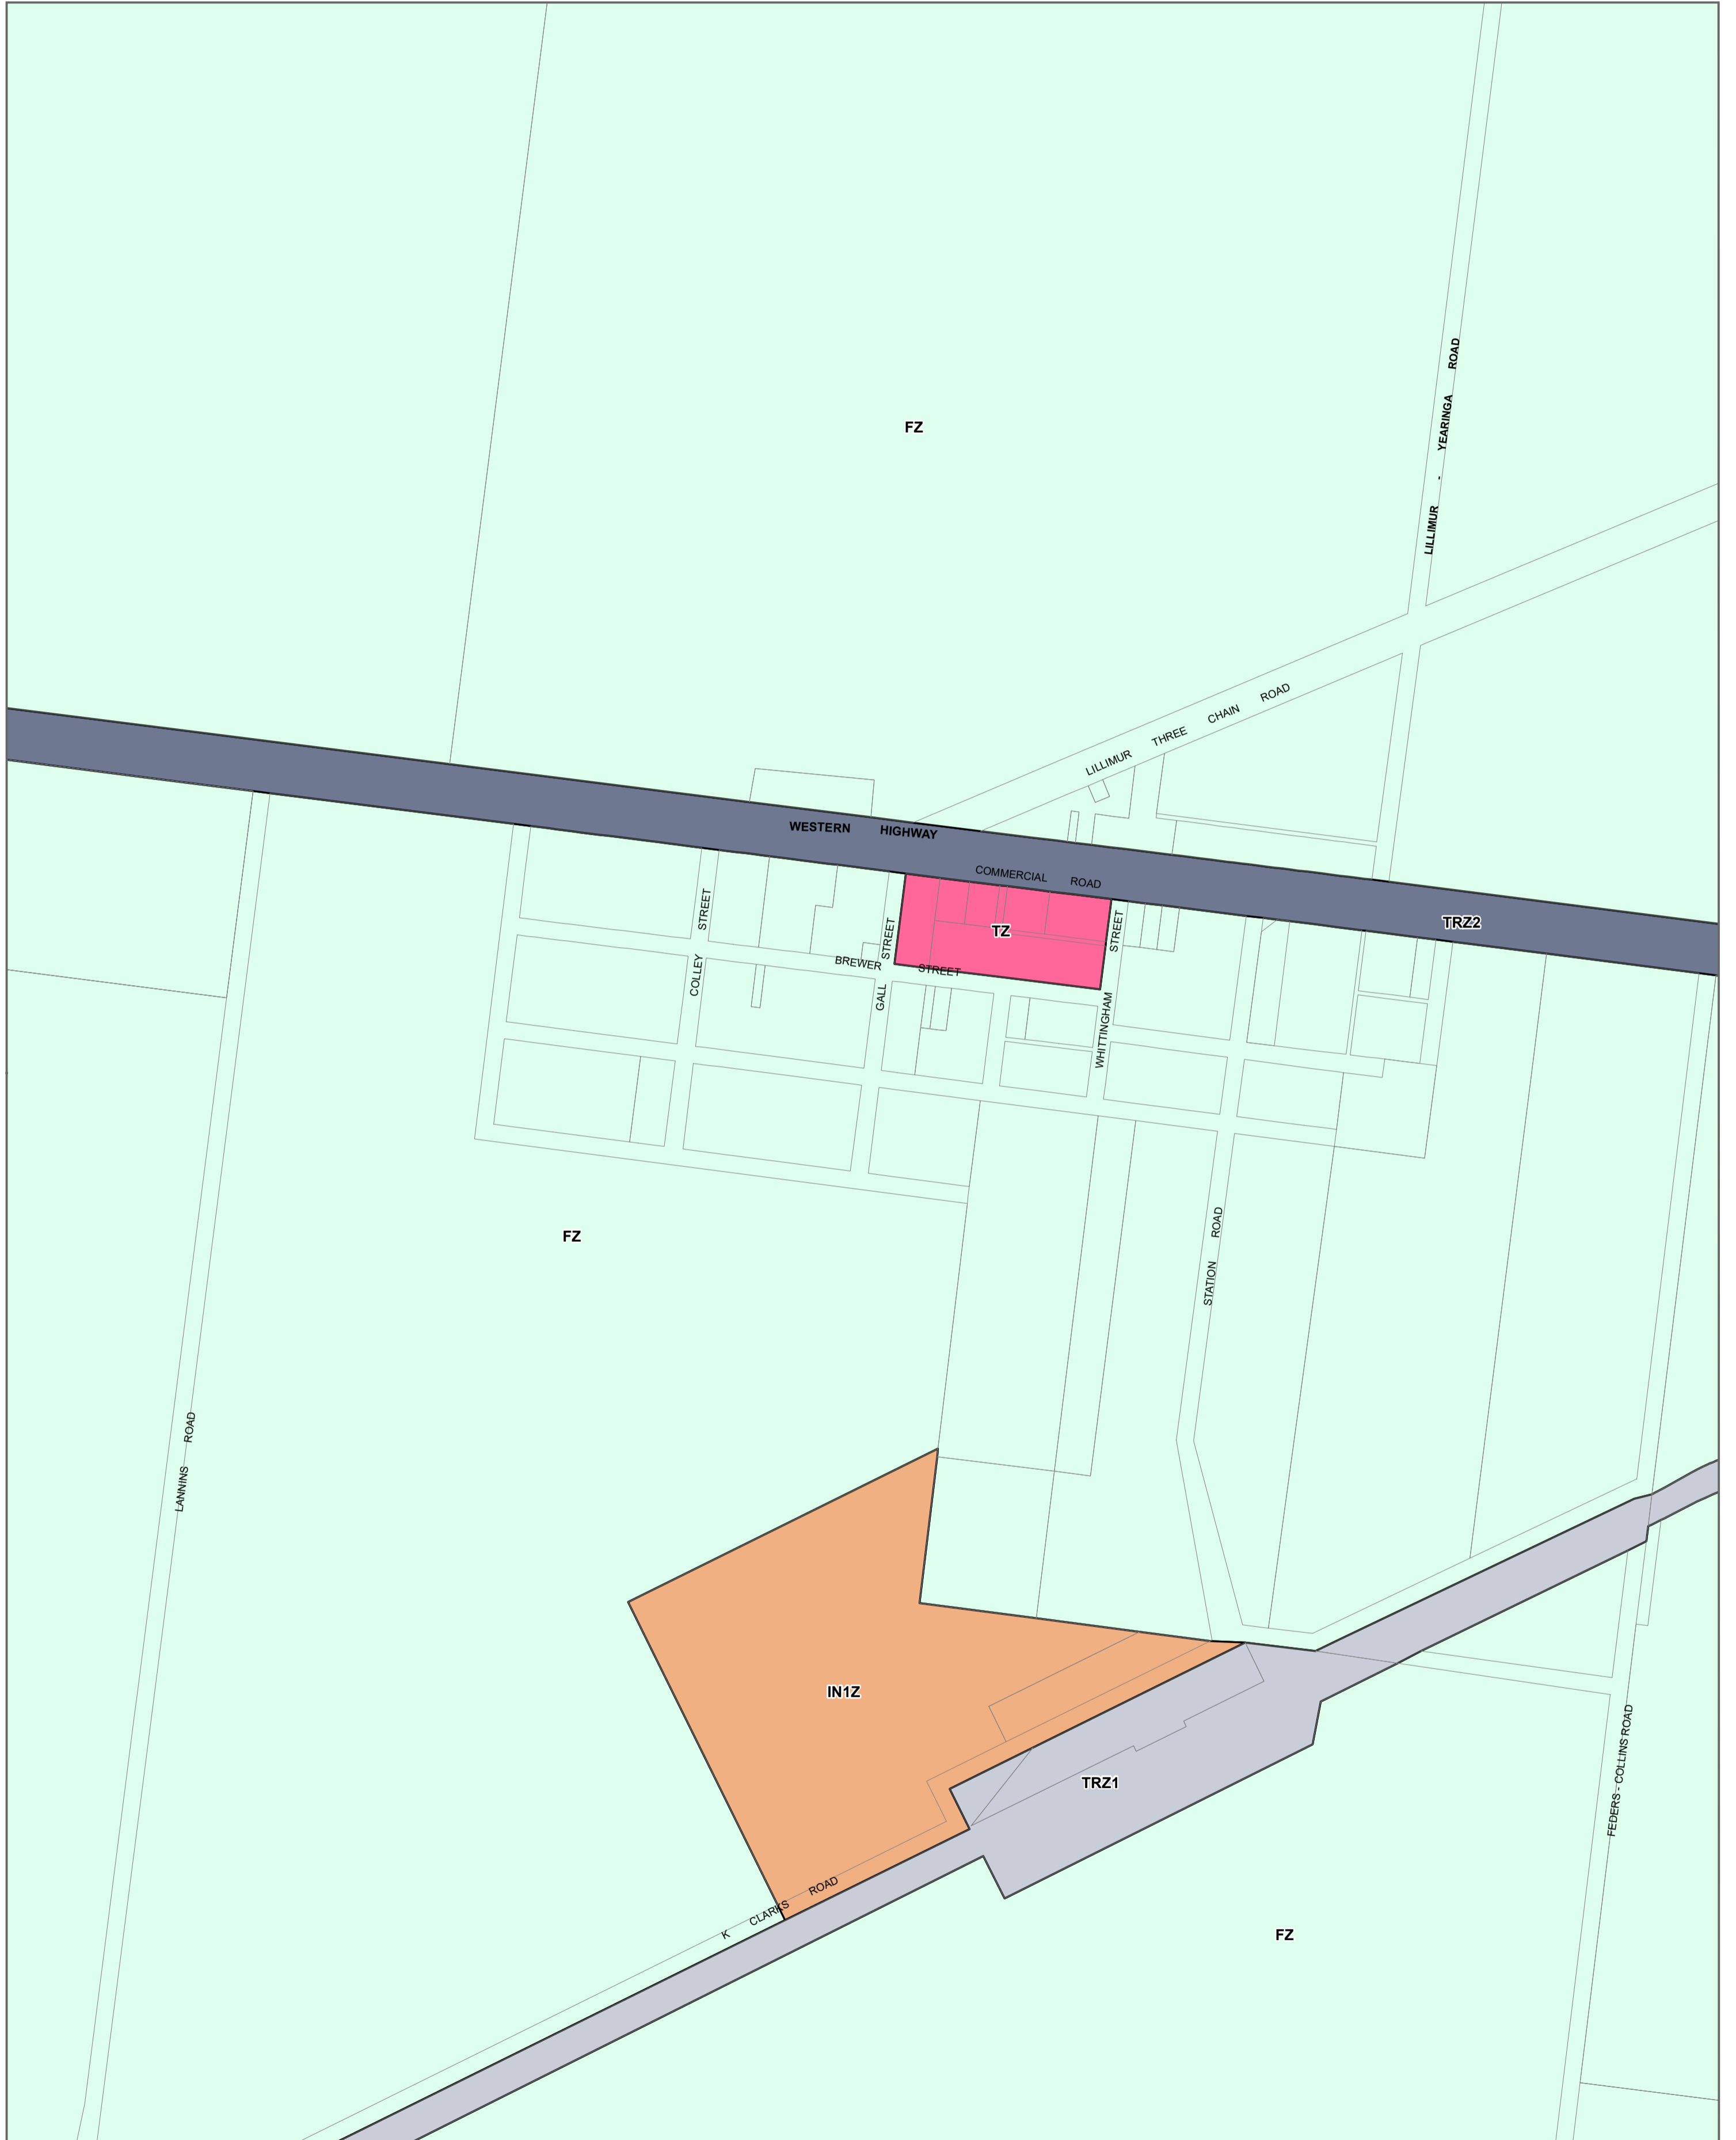 LILLIMUR - YEARINGA ROAD
FZ
LILLIMUR THREE CHAIN ROAD
WESTERN HIGHWAY
COMMERCIAL ROAD
TRZ2
TZ
COLLEY STREET
GALL STREET
WHITTINGHAM STREET
BREWER STREET
FZ
STATION ROAD
LANNINS ROAD
IN1Z
TRZ1
FEDERS - COLLINS ROAD
K CLARKS ROAD
FZ